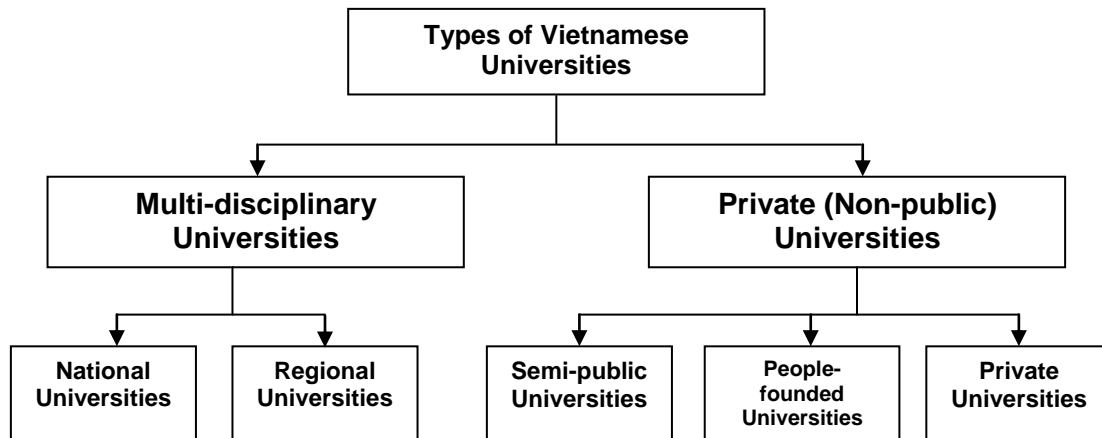 Types of Vietnamese
Universities
Multi-disciplinary
Universities
Private (Non-public)
Universities
National
Universities
Regional
Universities
Semi-public
Universities
People-
founded
Universities
Private
Universities